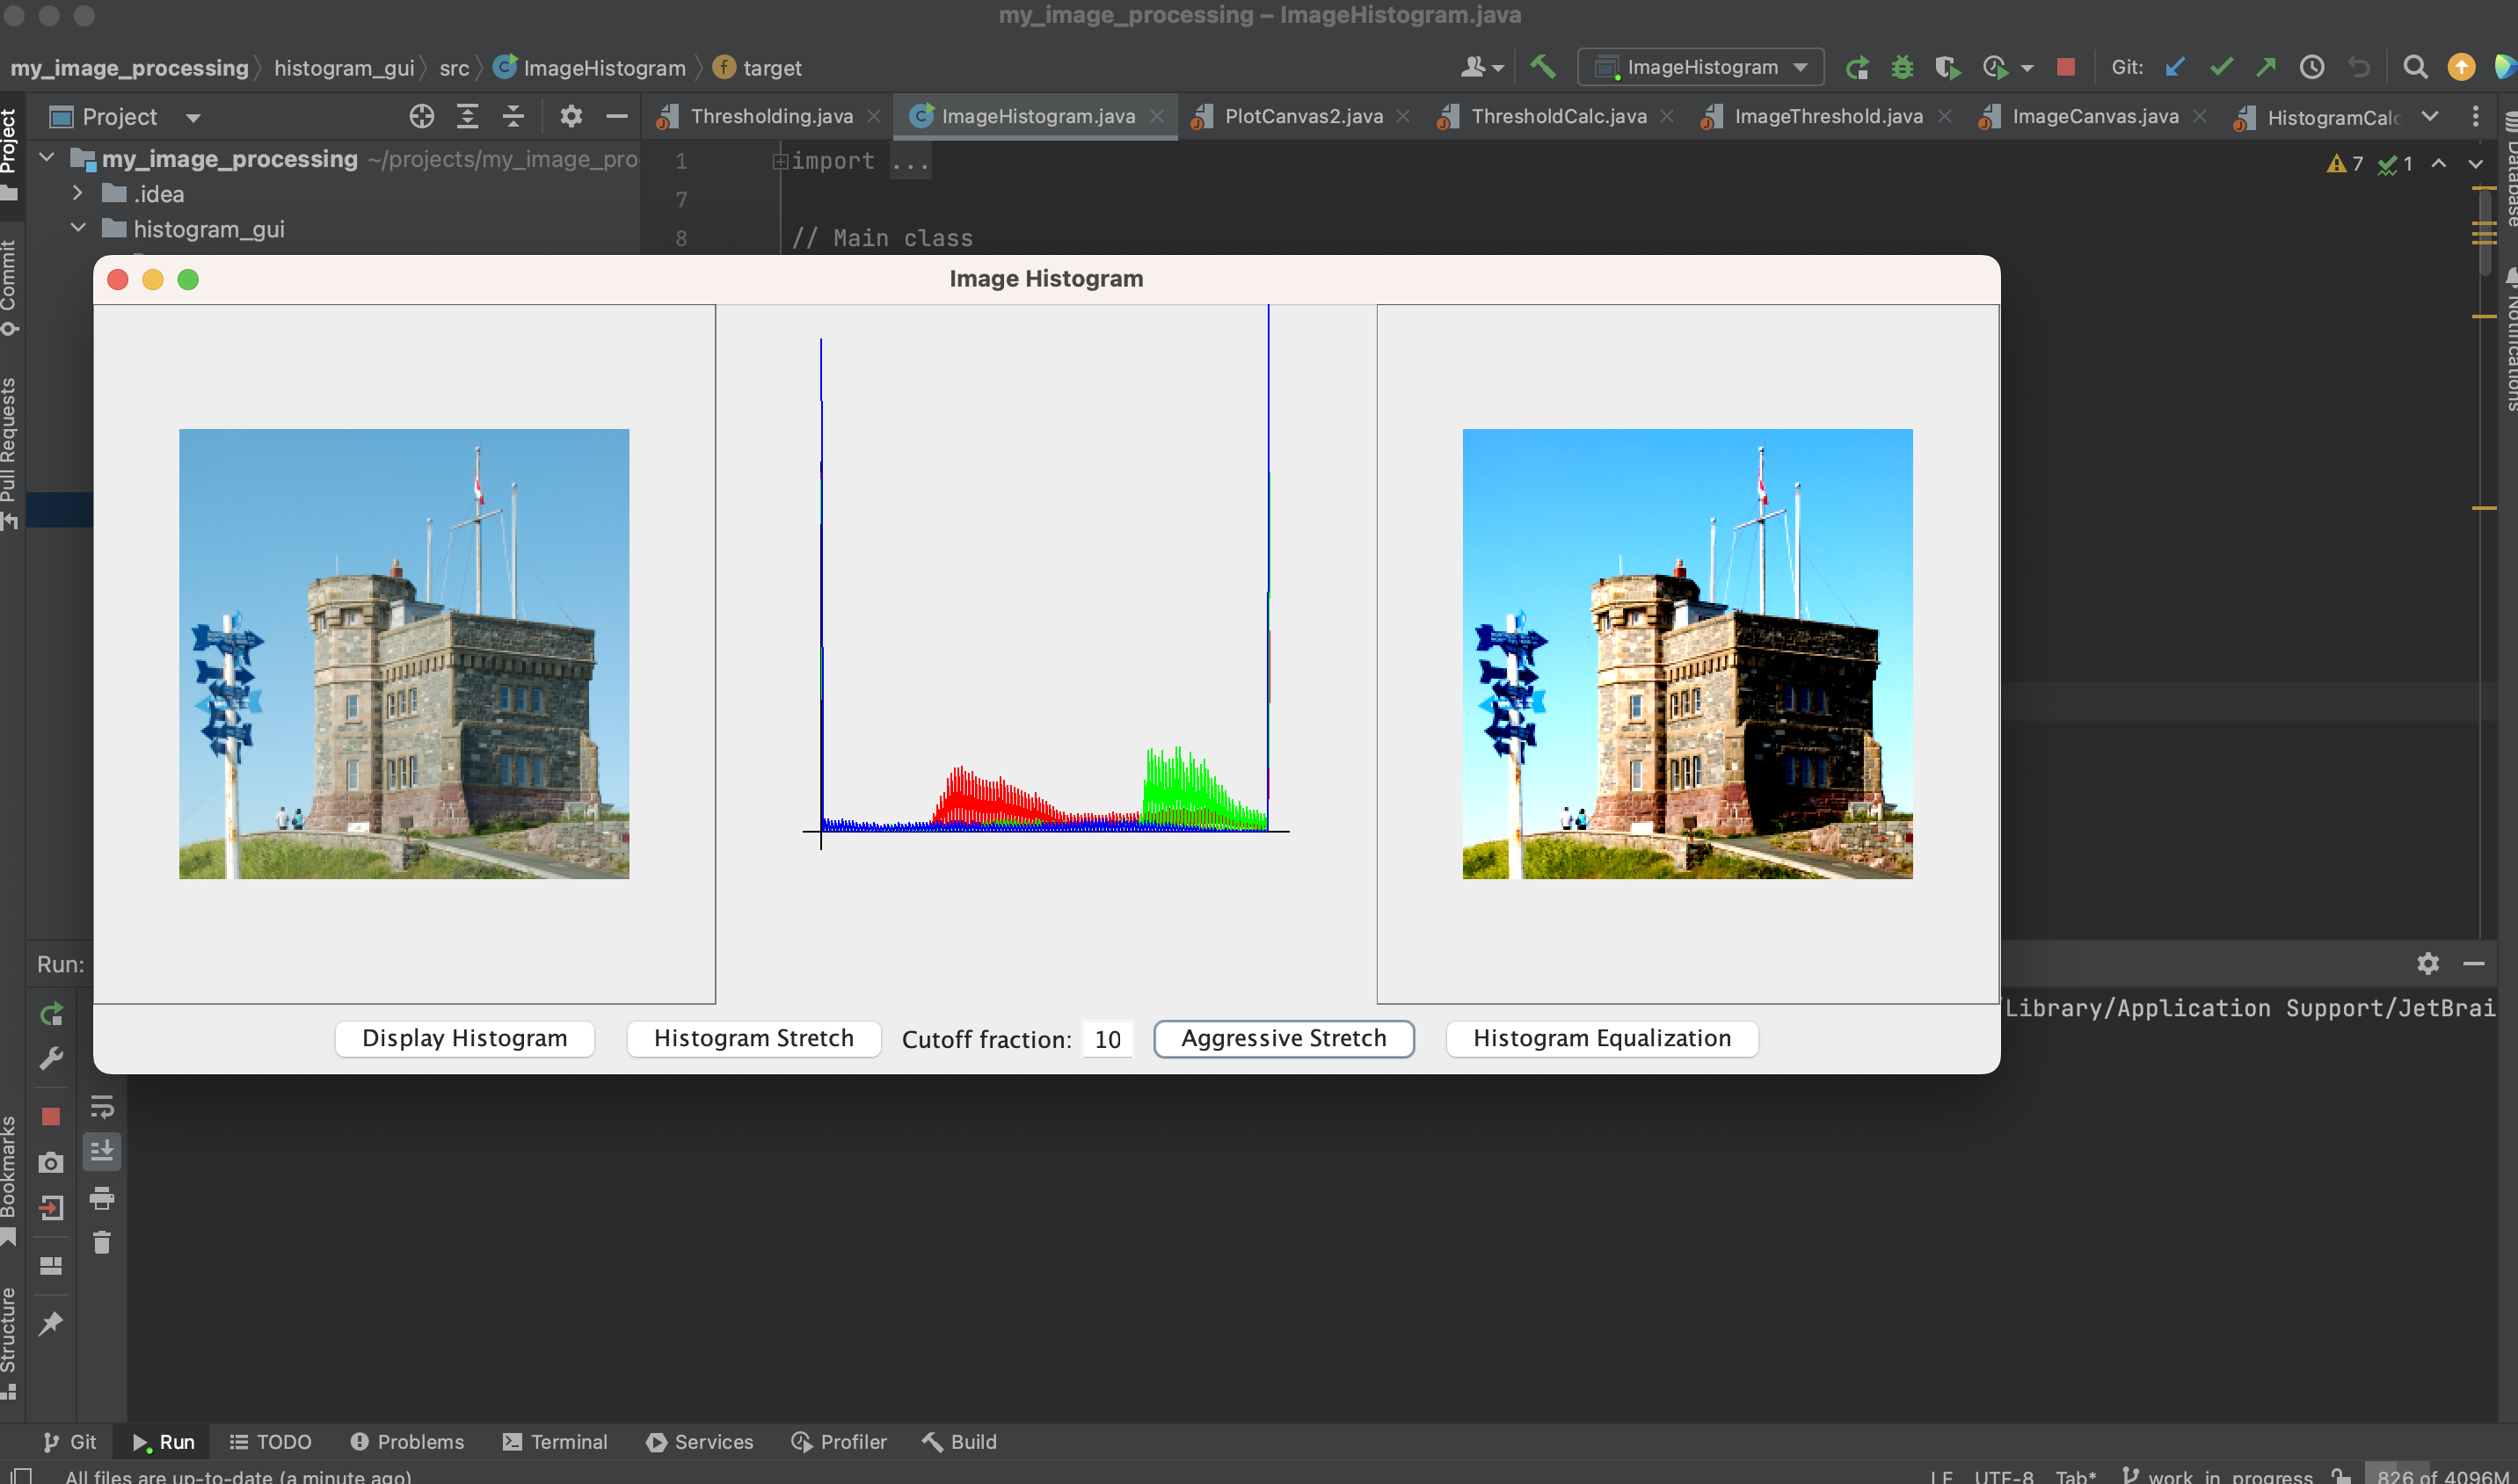 my_image_processing – ImageHistogram.java
my_image_processing histogram_gui src ImageHistogram target
ImageHistogram
Git:
Project
Project
Thresholding.java
ImageHistogram.java
PlotCanvas2.java
ThresholdCalc.java
ImageThreshold.java
ImageCanvas.java
HistogramCalc
my_image_processing ~/projects/my_image_pro
.idea
histogram_gui
1 import ...
7
8 // Main class
7 1
Commit
Pull Requests
Database
Notifications
Image Histogram
Display Histogram
Histogram Stretch
Cutoff fraction: 10
Aggressive Stretch
Histogram Equalization
Run:
/Library/Application Support/JetBrai
Bookmarks
Structure
Git
Run
TODO
Problems
Terminal
Services
Profiler
Build
All files are up-to-date (a minute ago)
LF UTF-8 Tab* work_in_progress 826 of 4096M